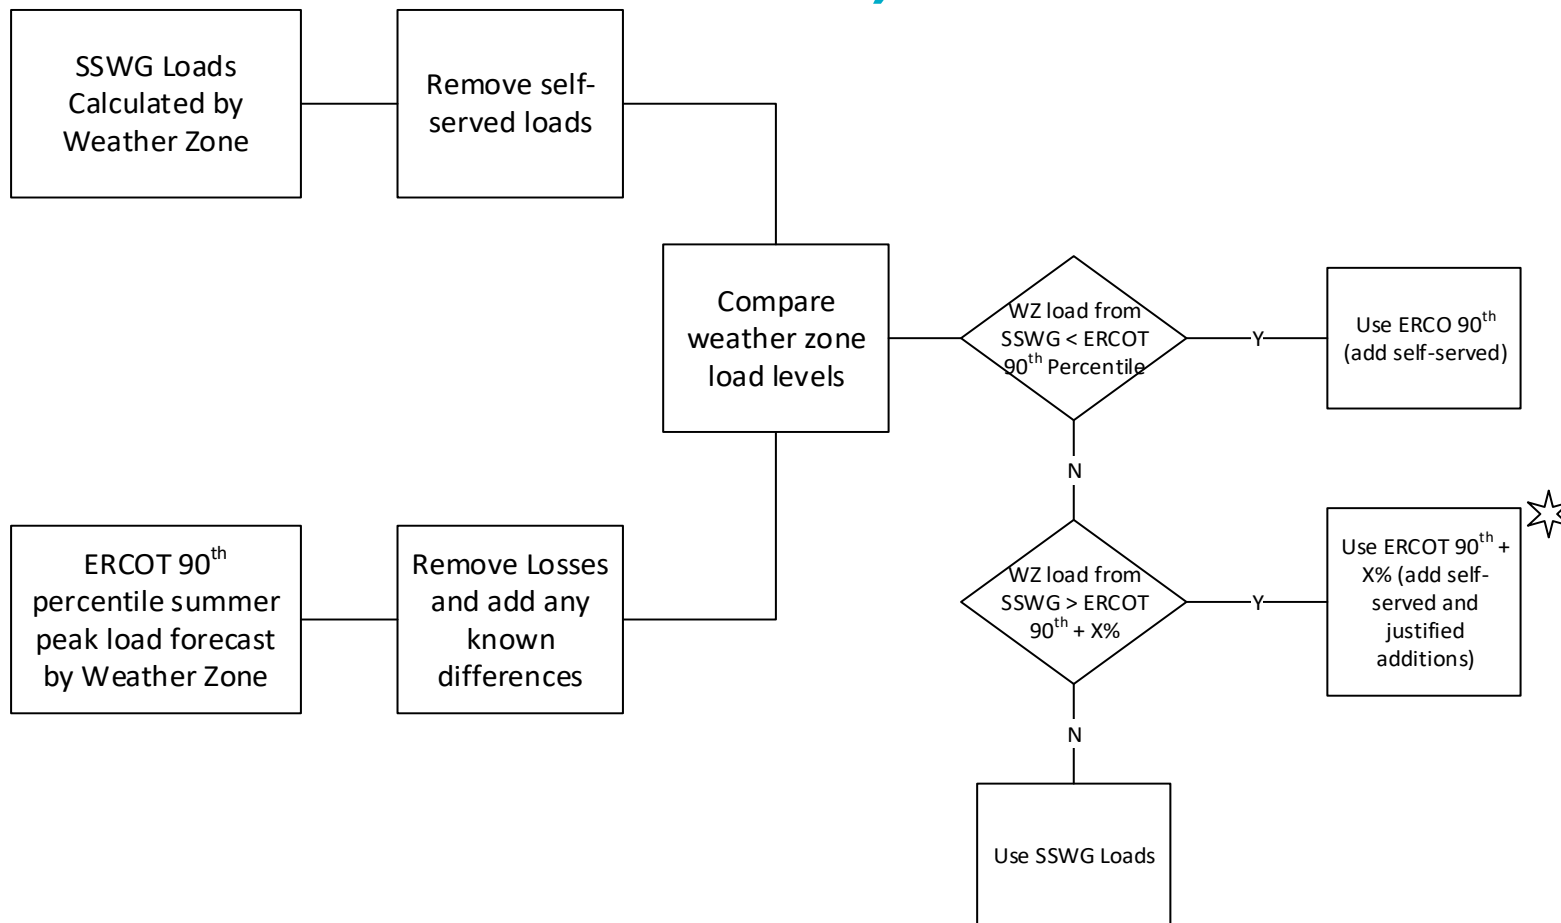 SSWG Loads
Calculated by
Weather Zone
Remove self-
served loads
Compare
weather zone
load levels
ERCOT 90th
percentile summer
peak load forecast
by Weather Zone
Remove Losses
and add any
known
differences
WZ load from
SSWG < ERCOT
90th Percentile
Y
Use ERCO 90th
(add self-served)
N
WZ load from
SSWG > ERCOT
90th + X%
Y
Use ERCOT 90th +
X% (add self-
served and
justified
additions)
N
Use SSWG Loads